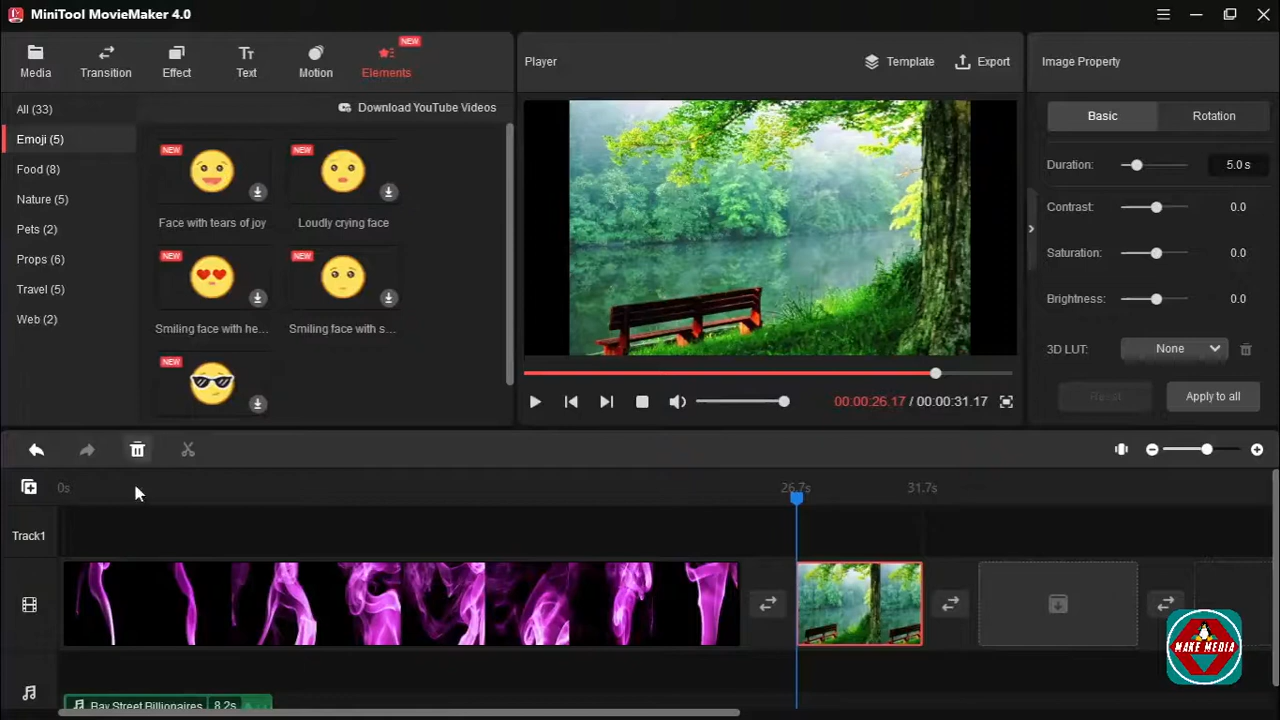 MiniTool MovieMaker 4.0
Media
Transition
Effect
Text
Motion
NEW
Elements
Player
Template
Export
Image Property
All (33)
Download YouTube Videos
Emoji (5)
Food (8)
Nature (5)
Pets (2)
Props (6)
Travel (5)
Web (2)
NEW
Face with tears of joy
NEW
Loudly crying face
NEW
Smiling face with he...
NEW
Smiling face with s...
NEW
Basic
Rotation
Duration:
5.0 s
Contrast:
0.0
Saturation:
0.0
Brightness:
0.0
3D LUT:
None
Reset
Apply to all
00:00:26.17 / 00:00:31.17
0s
26.7s
31.7s
Track1
Bay Street Billionaires
8.2s
MAKE MEDIA